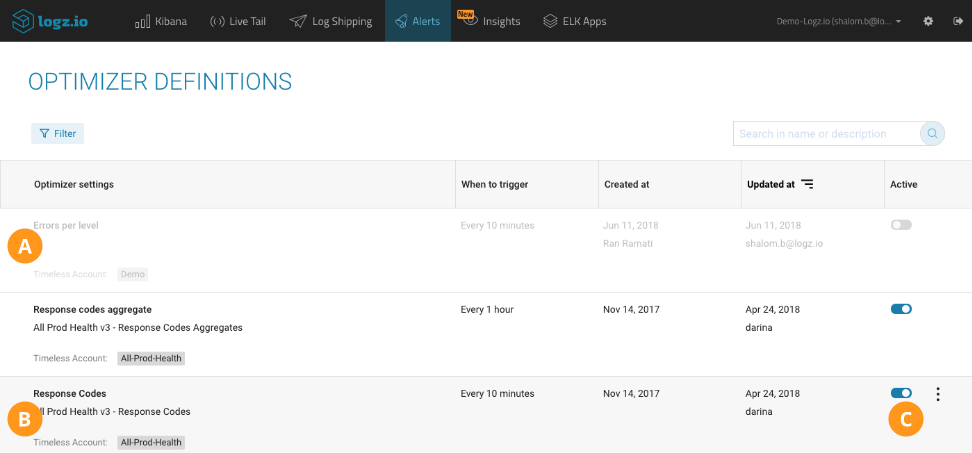 logz.io Kibana Live Tail Log Shipping Alerts New Insights ELK Apps Demo-Logz.io (shalom.b@lo...
OPTIMIZER DEFINITIONS
Filter Search in name or description
Optimizer settings When to trigger Created at Updated at Active
Errors per level Every 10 minutes Jun 11, 2018 Jun 11, 2018
A Ran Ramati shalom.b@logz.io
Timeless Account: Demo
Response codes aggregate Every 1 hour Nov 14, 2017 Apr 24, 2018
All Prod Health v3 - Response Codes Aggregates darina
Timeless Account: All-Prod-Health
Response Codes Every 10 minutes Nov 14, 2017 Apr 24, 2018
B ll Prod Health v3 - Response Codes darina C
Timeless Account: All-Prod-Health